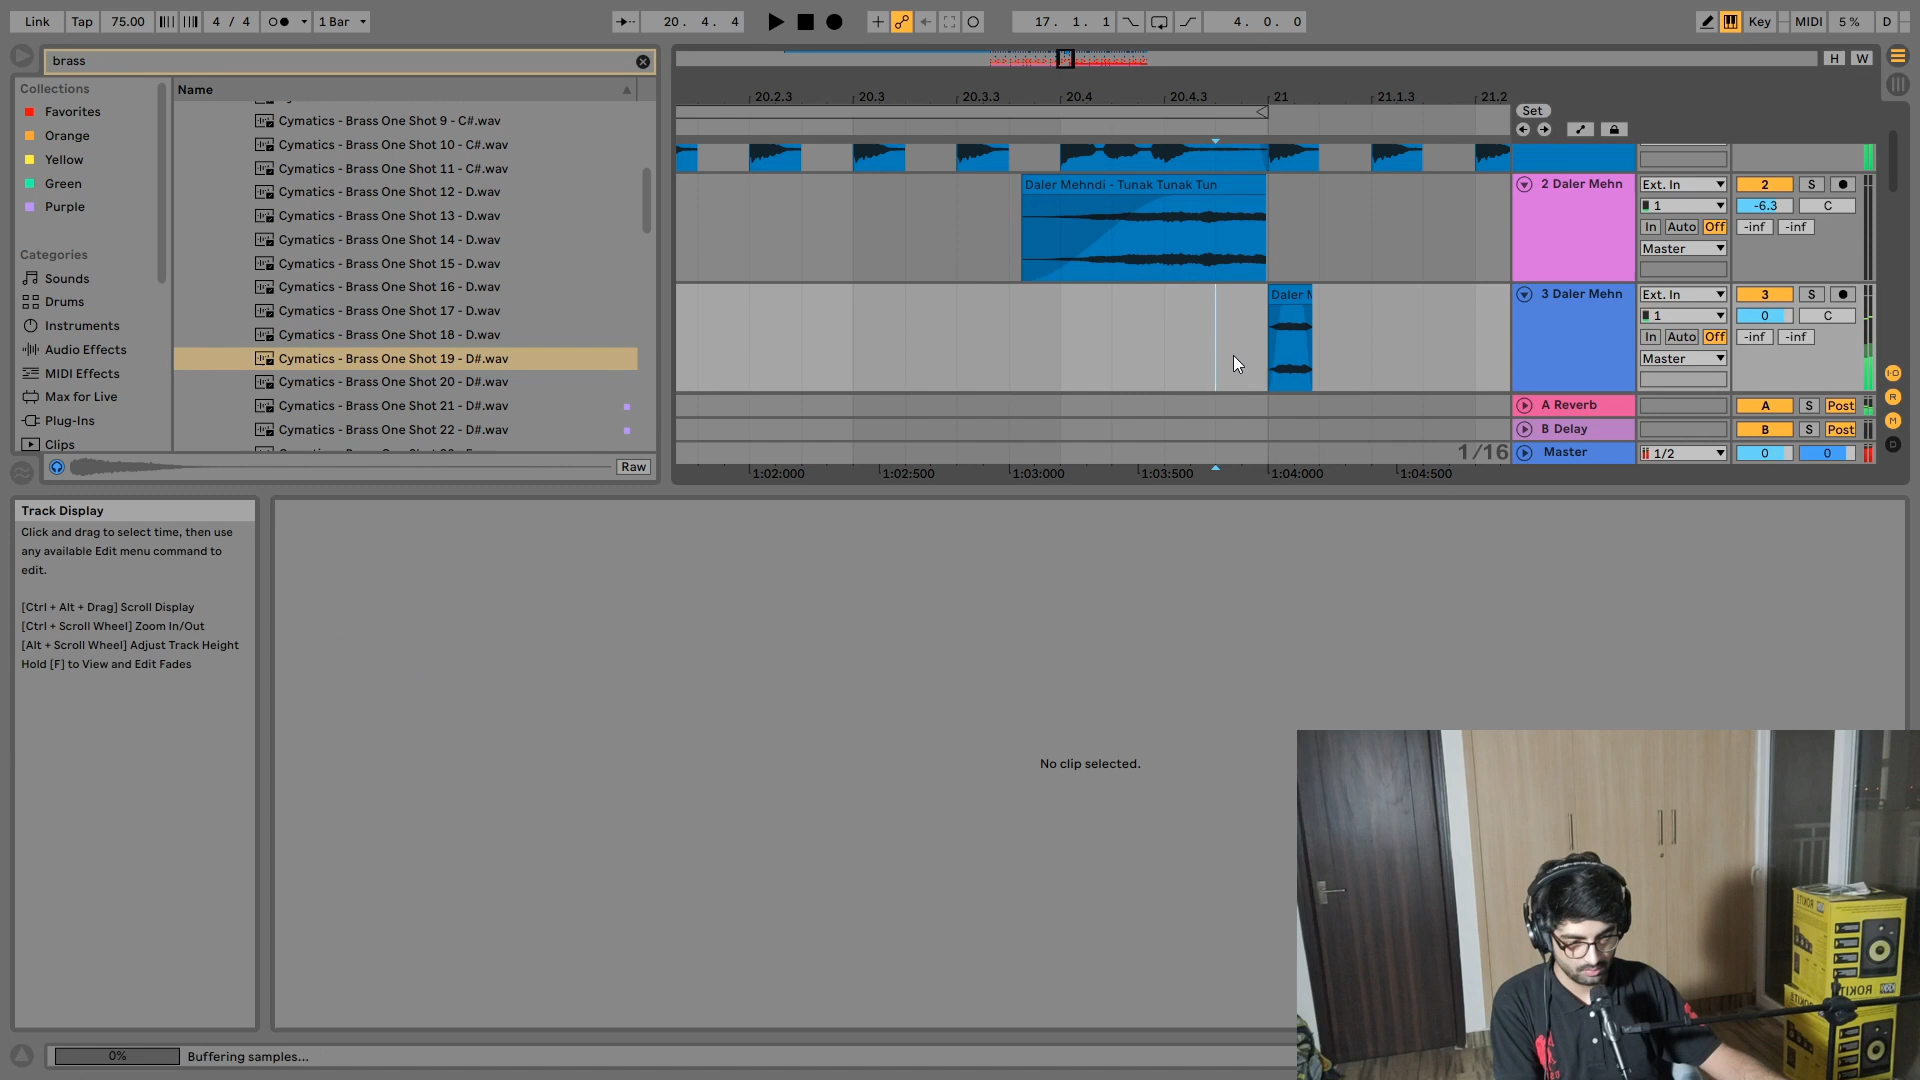 Link Tap 75.00 4 / 4 1 Bar 20. 4. 4 17. 1. 1 4. 0. 0 Key MIDI 5 % D
brass
H W
Collections
Favorites
Orange
Yellow
Green
Purple
Categories
Sounds
Drums
Instruments
Audio Effects
MIDI Effects
Max for Live
Plug-Ins
Clips
Name
Cymatics - Brass One Shot 9 - C#.wav
Cymatics - Brass One Shot 10 - C#.wav
Cymatics - Brass One Shot 11 - C#.wav
Cymatics - Brass One Shot 12 - D.wav
Cymatics - Brass One Shot 13 - D.wav
Cymatics - Brass One Shot 14 - D.wav
Cymatics - Brass One Shot 15 - D.wav
Cymatics - Brass One Shot 16 - D.wav
Cymatics - Brass One Shot 17 - D.wav
Cymatics - Brass One Shot 18 - D.wav
Cymatics - Brass One Shot 19 - D#.wav
Cymatics - Brass One Shot 20 - D#.wav
Cymatics - Brass One Shot 21 - D#.wav
Cymatics - Brass One Shot 22 - D#.wav
Raw
20.2.3 20.3 20.3.3 20.4 20.4.3 21 21.1.3 21.2
Set
Daler Mehndi - Tunak Tunak Tun
2 Daler Mehn Ext. In 2 S
1 -6.3 C
In Auto Off -inf -inf
Master
Daler M
3 Daler Mehn Ext. In 3 S
1 0 C
In Auto Off -inf -inf
Master
A Reverb A S Post
B Delay B S Post
1/16 Master 1/2 0 0
I·O
R
M
D
1:02:000 1:02:500 1:03:000 1:03:500 1:04:000 1:04:500
Track Display
Click and drag to select time, then use
any available Edit menu command to
edit.
[Ctrl + Alt + Drag] Scroll Display
[Ctrl + Scroll Wheel] Zoom In/Out
[Alt + Scroll Wheel] Adjust Track Height
Hold [F] to View and Edit Fades
No clip selected.
ROKIT
ROKIT
0% Buffering samples...